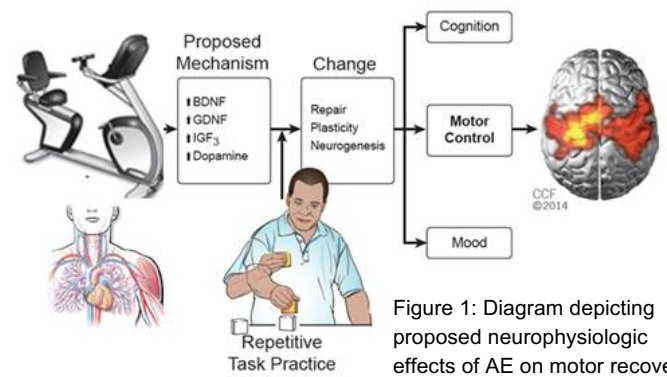 Proposed
Mechanism
⬆BDNF
⬆GDNF
⬆IGF3
⬆Dopamine
Change
Repair
Plasticity
Neurogenesis
Cognition
Motor
Control
Mood
CCF
©2014
Repetitive
Task Practice
Figure 1: Diagram depicting
proposed neurophysiologic
effects of AE on motor recove